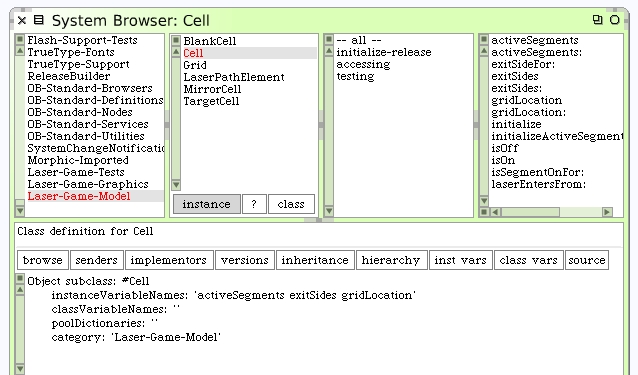 System Browser: Cell
Flash-Support-Tests
TrueType-Fonts
TrueType-Support
ReleaseBuilder
OB-Standard-Browsers
OB-Standard-Definitions
OB-Standard-Nodes
OB-Standard-Services
OB-Standard-Utilities
SystemChangeNotificatio
Morphic-Imported
Laser-Game-Tests
Laser-Game-Graphics
Laser-Game-Model
BlankCell
Cell
Grid
LaserPathElement
MirrorCell
TargetCell
instance ? class
-- all --
initialize-release
accessing
testing
activeSegments
activeSegments:
exitSideFor:
exitSides
exitSides:
gridLocation
gridLocation:
initialize
initializeActiveSegment
isOff
isOn
isSegmentOnFor:
laserEntersFrom:
Class definition for Cell
browse senders implementors versions inheritance hierarchy inst vars class vars source
Object subclass: #Cell
instanceVariableNames: 'activeSegments exitSides gridLocation'
classVariableNames: ''
poolDictionaries: ''
category: 'Laser-Game-Model'